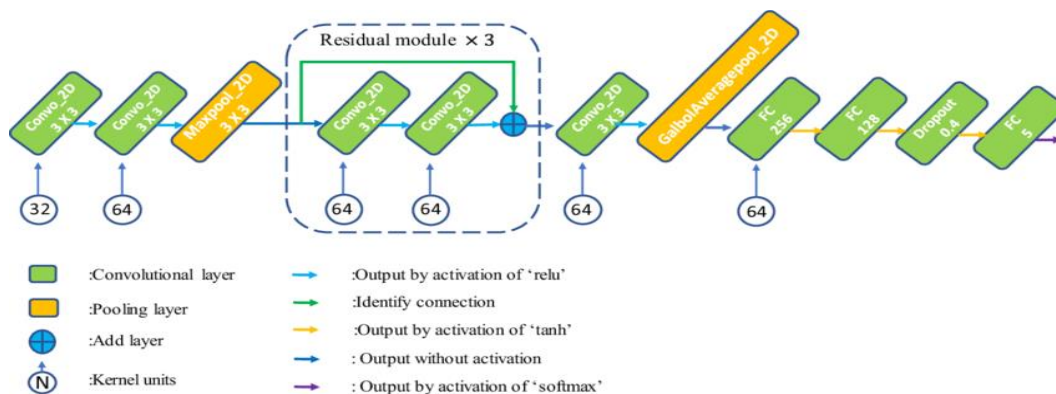 Residual module × 3
Convo_2D
3 X 3
Convo_2D
3 X 3
Maxpool_2D
3 X 3
Convo_2D
3 X 3
Convo_2D
3 X 3
Convo_2D
3 X 3
GalbolAveragepool_2D
FC
256
FC
128
Dropout
0.4
FC
5
32
64
64
64
64
64
:Convolutional layer
:Pooling layer
:Add layer
N :Kernel units
:Output by activation of ‘relu’
:Identify connection
:Output by activation of ‘tanh’
: Output without activation
: Output by activation of ‘softmax’